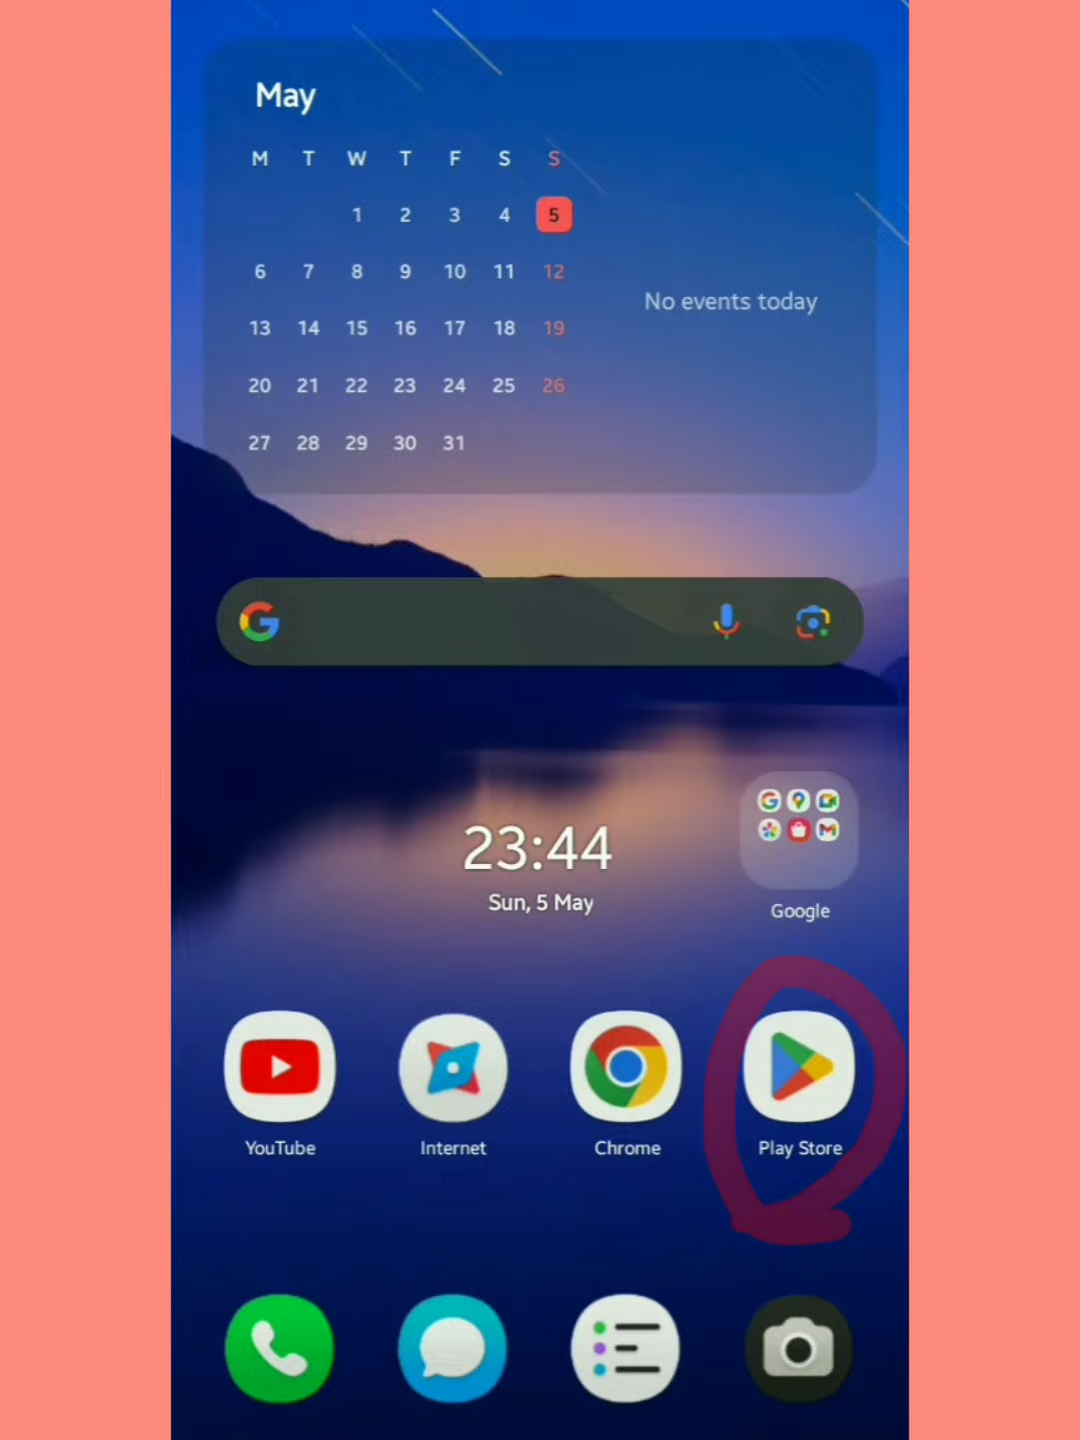 May
M T W T F S S
1 2 3 4 5
6 7 8 9 10 11 12
13 14 15 16 17 18 19
20 21 22 23 24 25 26
27 28 29 30 31
No events today
G
23:44
Sun, 5 May
Google
YouTube Internet Chrome Play Store